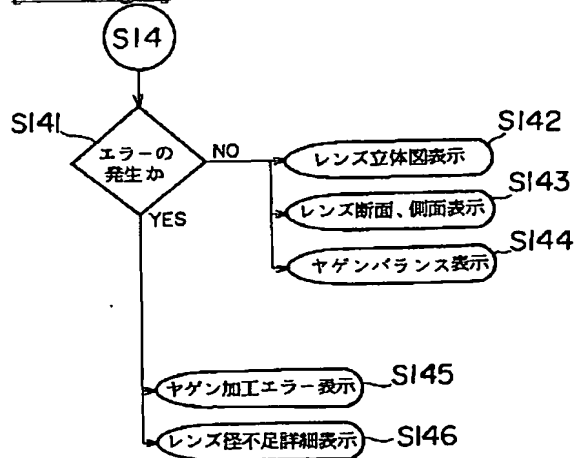 S14
S141
エラーの
発生か
NO
YES
S142
レンズ立体図表示
S143
レンズ断面、側面表示
S144
ヤゲンバランス表示
ヤゲン加工エラー表示
S145
レンズ径不足詳細表示
S146